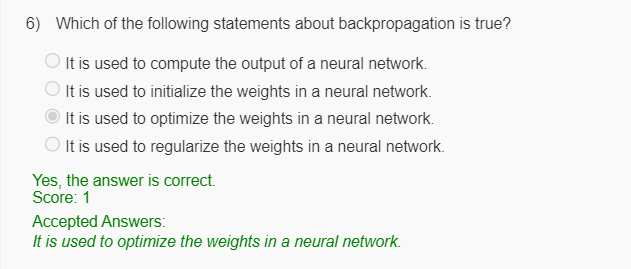 6) Which of the following statements about backpropagation is true?
It is used to compute the output of a neural network.
It is used to initialize the weights in a neural network.
It is used to optimize the weights in a neural network.
It is used to regularize the weights in a neural network.
Yes, the answer is correct.
Score: 1
Accepted Answers:
It is used to optimize the weights in a neural network.